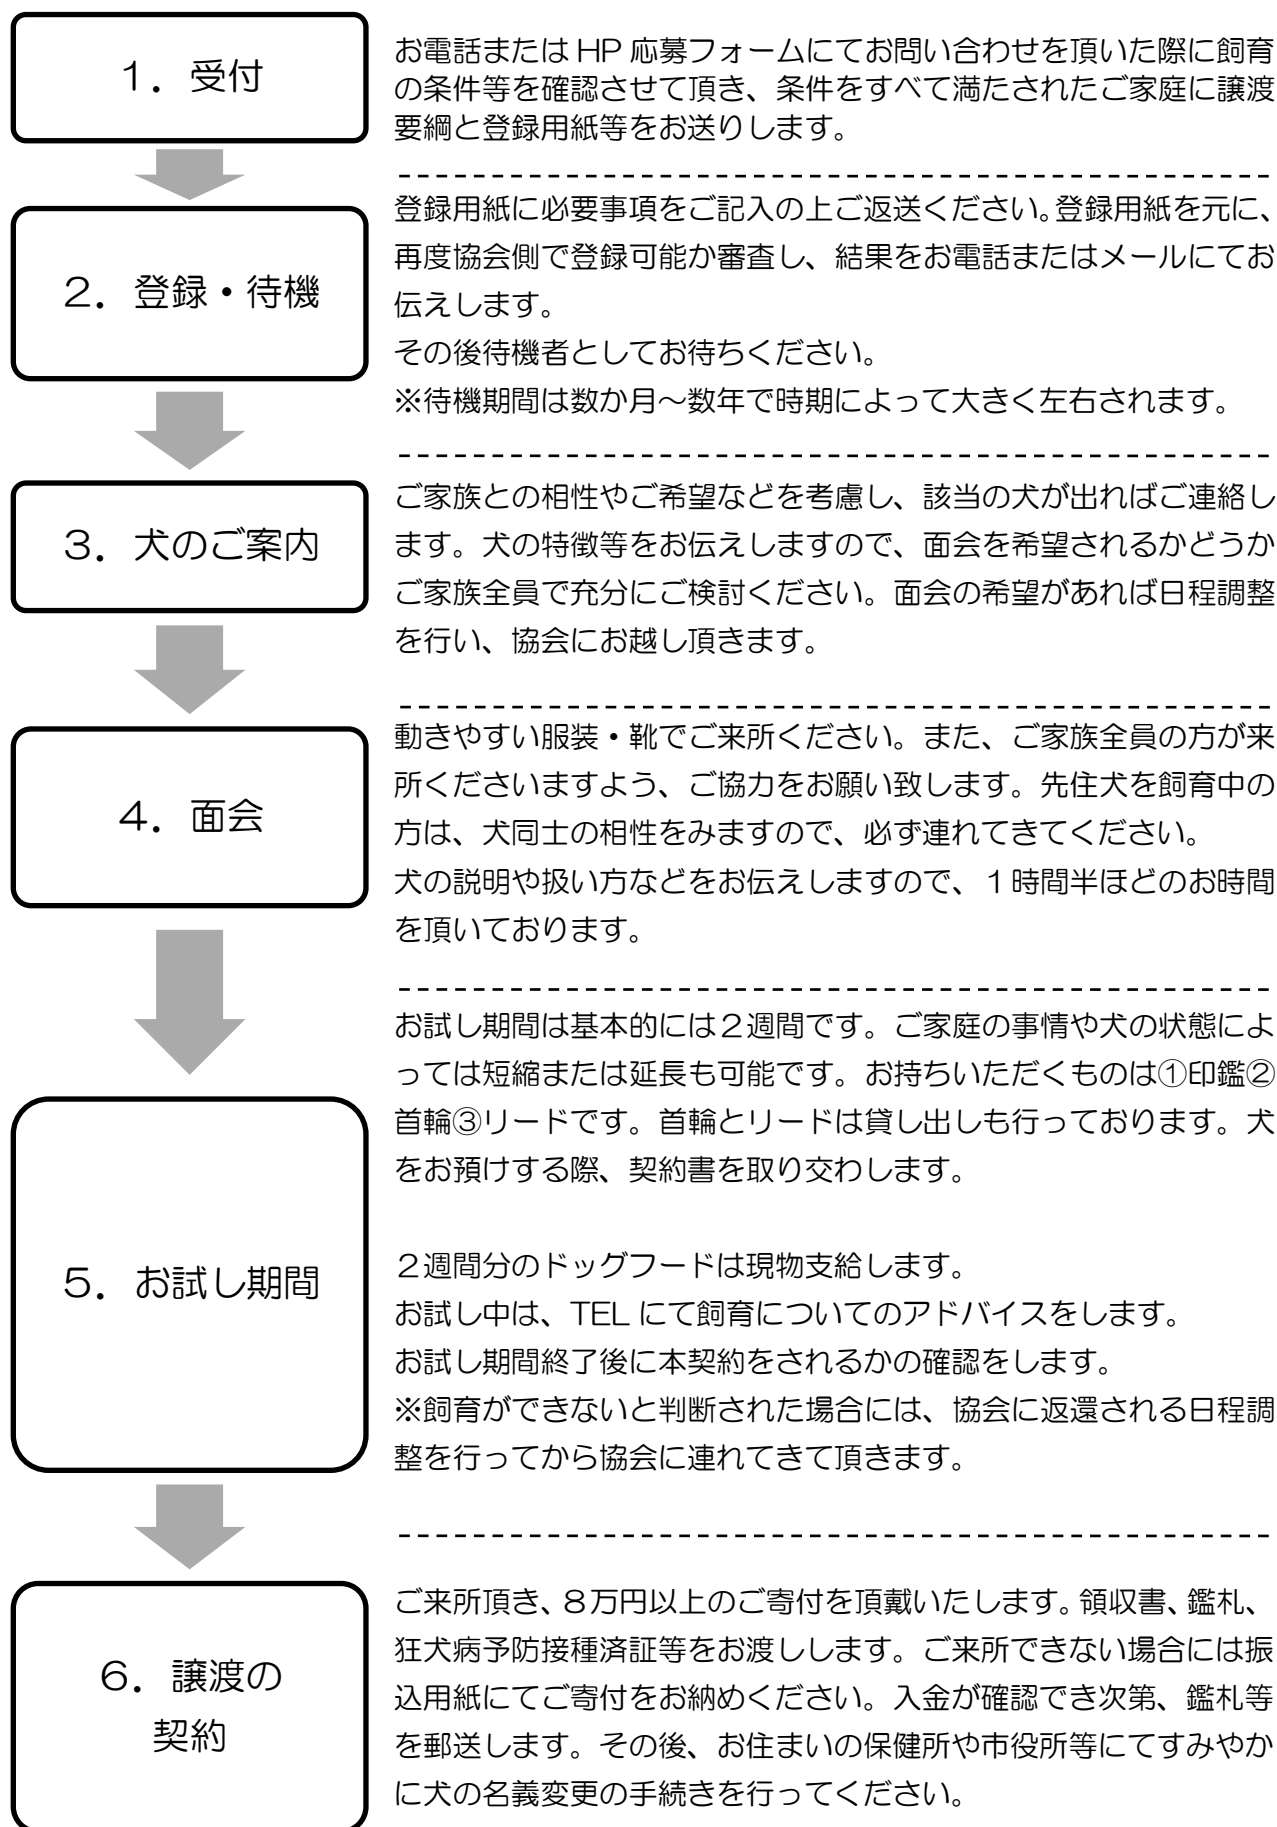 1．受付
お電話または HP 応募フォームにてお問い合わせを頂いた際に飼育
の条件等を確認させて頂き、条件をすべて満たされたご家庭に譲渡
要綱と登録用紙等をお送りします。
2．登録・待機
登録用紙に必要事項をご記入の上ご返送ください。登録用紙を元に、
再度協会側で登録可能か審査し、結果をお電話またはメールにてお
伝えします。
その後待機者としてお待ちください。
※待機期間は数か月～数年で時期によって大きく左右されます。
3．犬のご案内
ご家族との相性やご希望などを考慮し、該当の犬が出ればご連絡し
ます。犬の特徴等をお伝えしますので、面会を希望されるかどうか
ご家族全員で充分にご検討ください。面会の希望があれば日程調整
を行い、協会にお越し頂きます。
4．面会
動きやすい服装・靴でご来所ください。また、ご家族全員の方が来
所くださいますよう、ご協力をお願い致します。先住犬を飼育中の
方は、犬同士の相性をみますので、必ず連れてきてください。
犬の説明や扱い方などをお伝えしますので、１時間半ほどのお時間
を頂いております。
5．お試し期間
お試し期間は基本的には２週間です。ご家庭の事情や犬の状態によ
っては短縮または延長も可能です。お持ちいただくものは①印鑑②
首輪③リードです。首輪とリードは貸し出しも行っております。犬
をお預けする際、契約書を取り交わします。
２週間分のドッグフードは現物支給します。
お試し中は、TEL にて飼育についてのアドバイスをします。
お試し期間終了後に本契約をされるかの確認をします。
※飼育ができないと判断された場合には、協会に返還される日程調
整を行ってから協会に連れてきて頂きます。
6．譲渡の
契約
ご来所頂き、８万円以上のご寄付を頂戴いたします。領収書、鑑札、
狂犬病予防接種済証等をお渡しします。ご来所できない場合には振
込用紙にてご寄付をお納めください。入金が確認でき次第、鑑札等
を郵送します。その後、お住まいの保健所や市役所等にてすみやか
に犬の名義変更の手続きを行ってください。